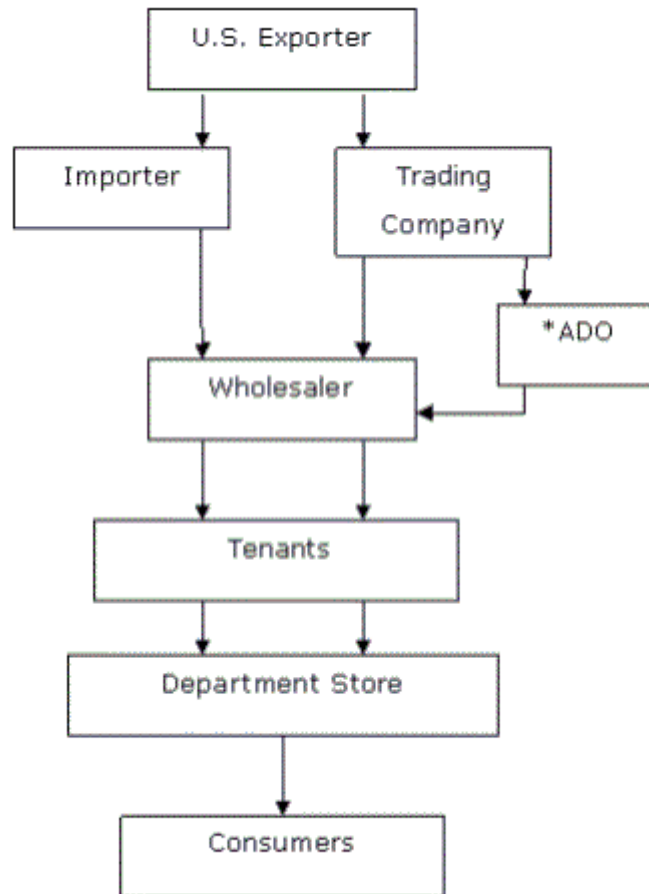 U.S. Exporter
Importer
Trading
Company
*ADO
Wholesaler
Tenants
Department Store
Consumers